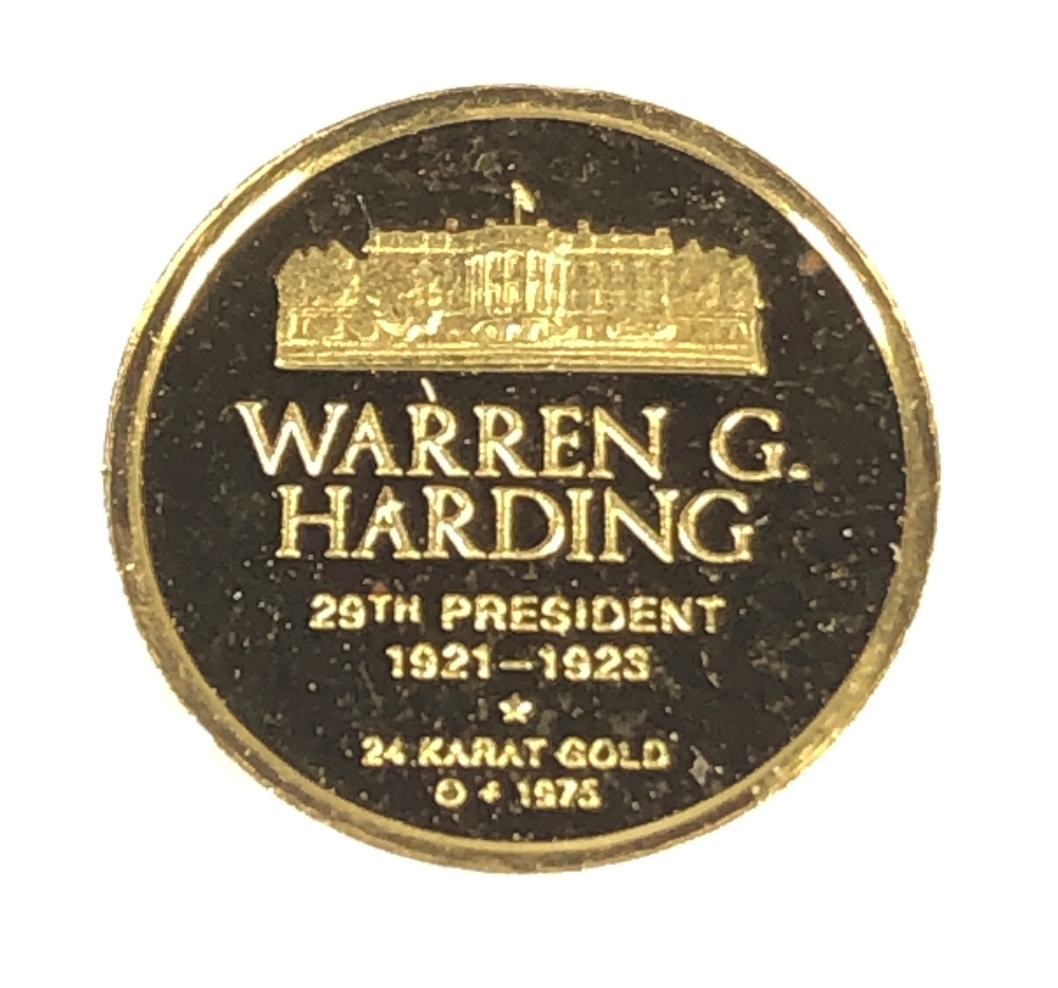 WARREN G.
HARDING
29TH PRESIDENT
1921–1923
24 KARAT GOLD
1975